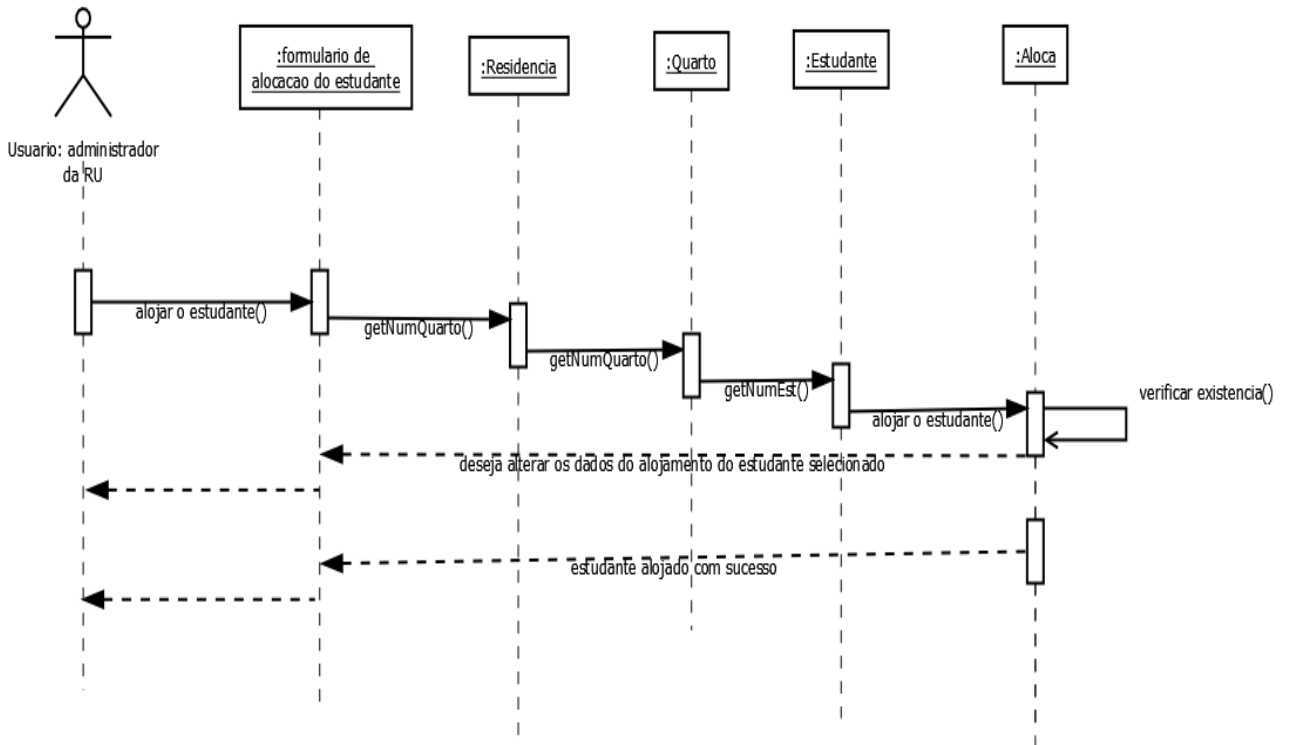 :formulario de
alocacao do estudante
:Residencia
:Quarto
:Estudante
:Aloca
Usuario: administrador
da RU
alojar o estudante()
getNumQuarto()
getNumQuarto()
getNumEst()
alojar o estudante()
verificar existencia()
deseja alterar os dados do alojamento do estudante selecionado
estudante alojado com sucesso